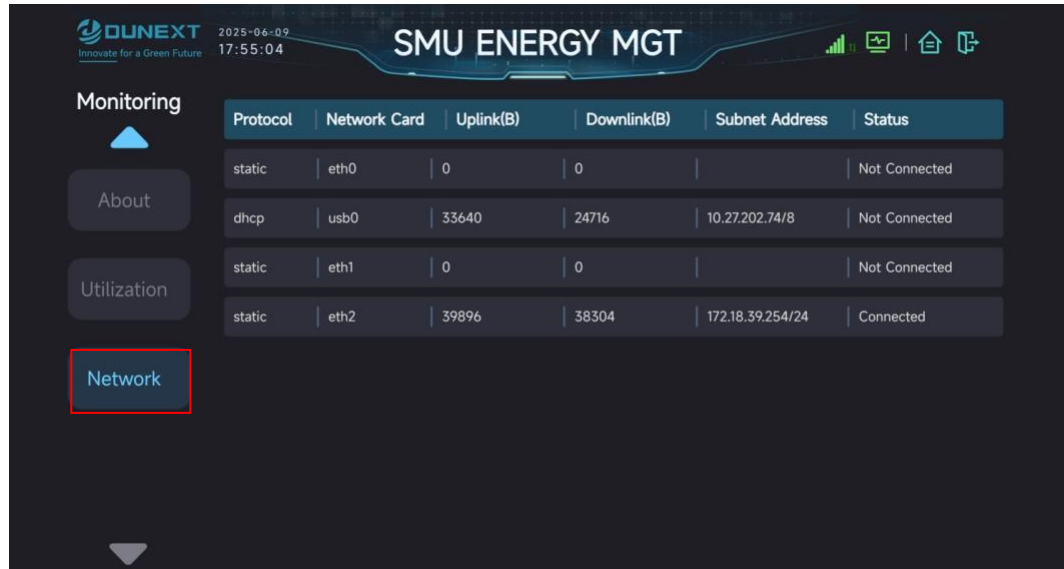 DUNEXT
Innovate for a Green Future
2025-06-09
17:55:04
SMU ENERGY MGT
Monitoring
About
Utilization
Network
Protocol Network Card Uplink(B) Downlink(B) Subnet Address Status
static eth0 0 0 Not Connected
dhcp usb0 33640 24716 10.27.202.74/8 Not Connected
static eth1 0 0 Not Connected
static eth2 39896 38304 172.18.39.254/24 Connected